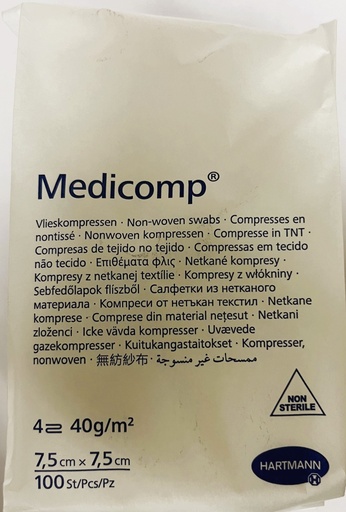 Medicomp®
Vlieskompressen · Non-woven swabs · Compresses en
nontissé · Nonwoven kompressen · Compresse in TNT ·
Compresas de tejido no tejido · Compressas em tecido
não tecido · Επιθέματα φλις · Netkané kompresy ·
Kompresy z netkanej textílie · Kompresy z włókniny ·
Sebfedőlapok fliszből · Салфетки из нетканого
материала · Компреси от нетъкан текстил · Netkane
komprese · Comprese din material neţesut · Netkani
zloženci · Icke vävda kompresser · Uvævede
gazekompresser · Kuitukangastaitokset · Kompresser,
nonwoven · 無紡紗布 · ممسحات غير منسوجة
NON
STERILE
4 40g/m²
7,5 cm x 7,5 cm
100 St/Pcs/Pz
HARTMANN